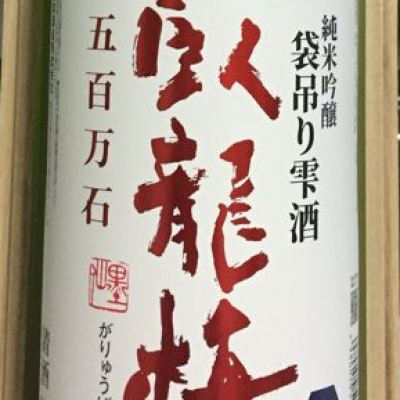 純米吟醸
袋吊り雫酒
臥龍梅
五百万石
がりゅうば